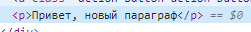 <p>Привет, новый параграф</p> == $0